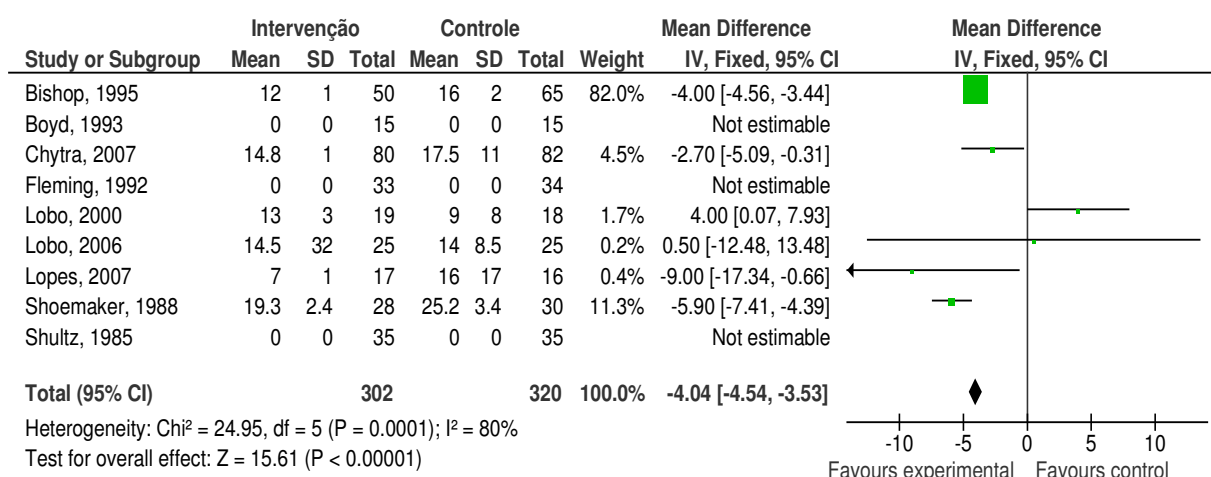 Intervenção Controle Mean Difference Mean Difference
Study or Subgroup Mean SD Total Mean SD Total Weight IV, Fixed, 95% CI IV, Fixed, 95% CI
Bishop, 1995 12 1 50 16 2 65 82.0% -4.00 [-4.56, -3.44]
Boyd, 1993 0 0 15 0 0 15 Not estimable
Chytra, 2007 14.8 1 80 17.5 11 82 4.5% -2.70 [-5.09, -0.31]
Fleming, 1992 0 0 33 0 0 34 Not estimable
Lobo, 2000 13 3 19 9 8 18 1.7% 4.00 [0.07, 7.93]
Lobo, 2006 14.5 32 25 14 8.5 25 0.2% 0.50 [-12.48, 13.48]
Lopes, 2007 7 1 17 16 17 16 0.4% -9.00 [-17.34, -0.66]
Shoemaker, 1988 19.3 2.4 28 25.2 3.4 30 11.3% -5.90 [-7.41, -4.39]
Shultz, 1985 0 0 35 0 0 35 Not estimable
Total (95% CI) 302 320 100.0% -4.04 [-4.54, -3.53]
Heterogeneity: Chi² = 24.95, df = 5 (P = 0.0001); I² = 80%
Test for overall effect: Z = 15.61 (P < 0.00001)
-10 -5 0 5 10
Favours experimental Favours control